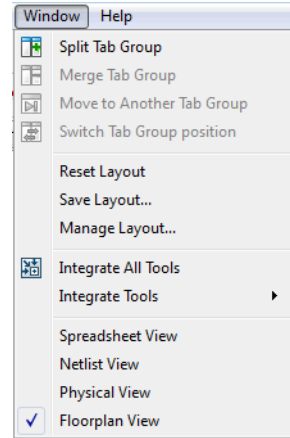 Window Help
Split Tab Group
Merge Tab Group
Move to Another Tab Group
Switch Tab Group position
Reset Layout
Save Layout...
Manage Layout...
Integrate All Tools
Integrate Tools
Spreadsheet View
Netlist View
Physical View
Floorplan View